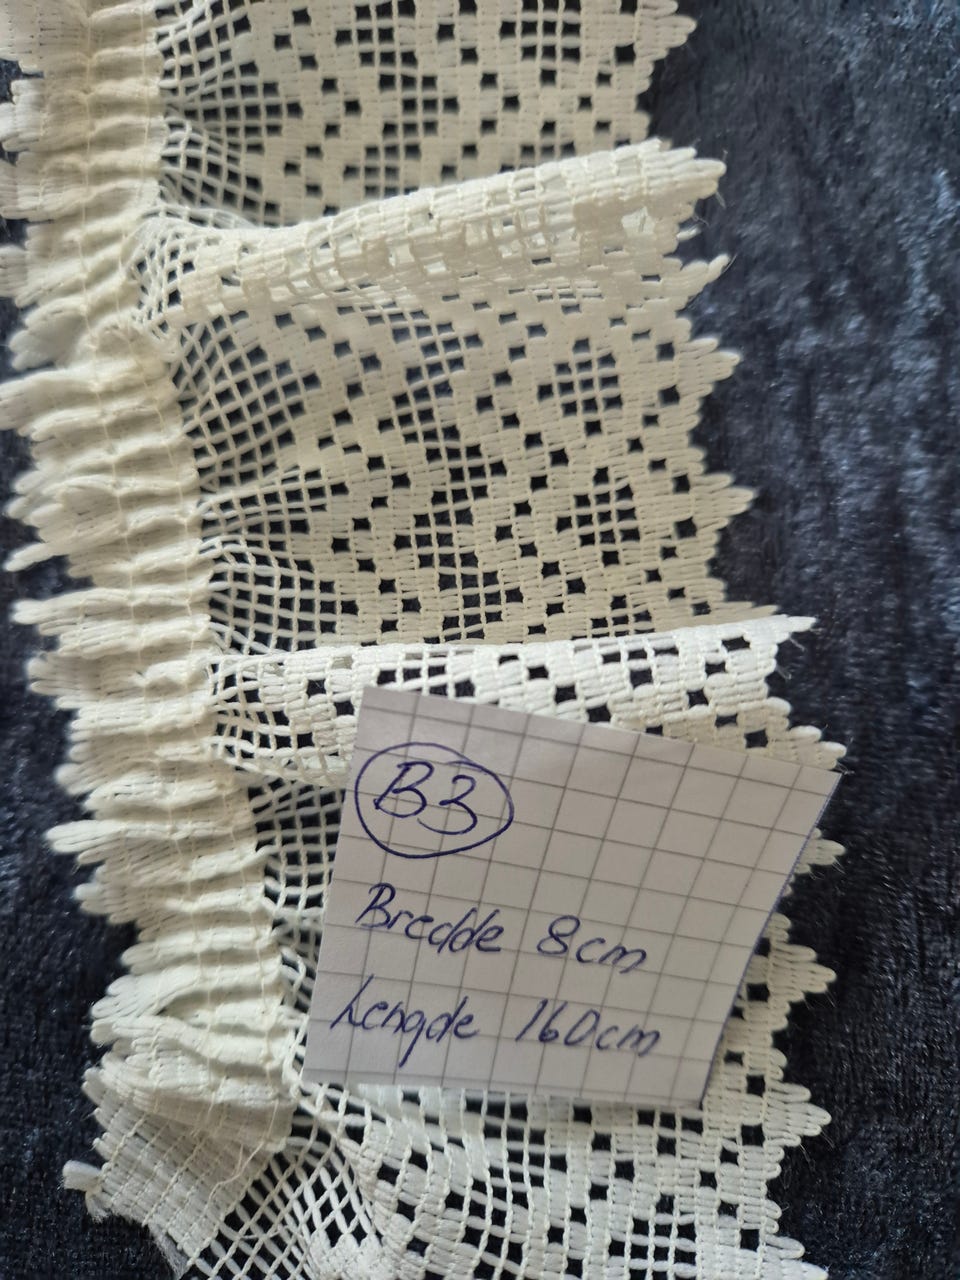 B3
Bredde 8cm
Lengde 160cm